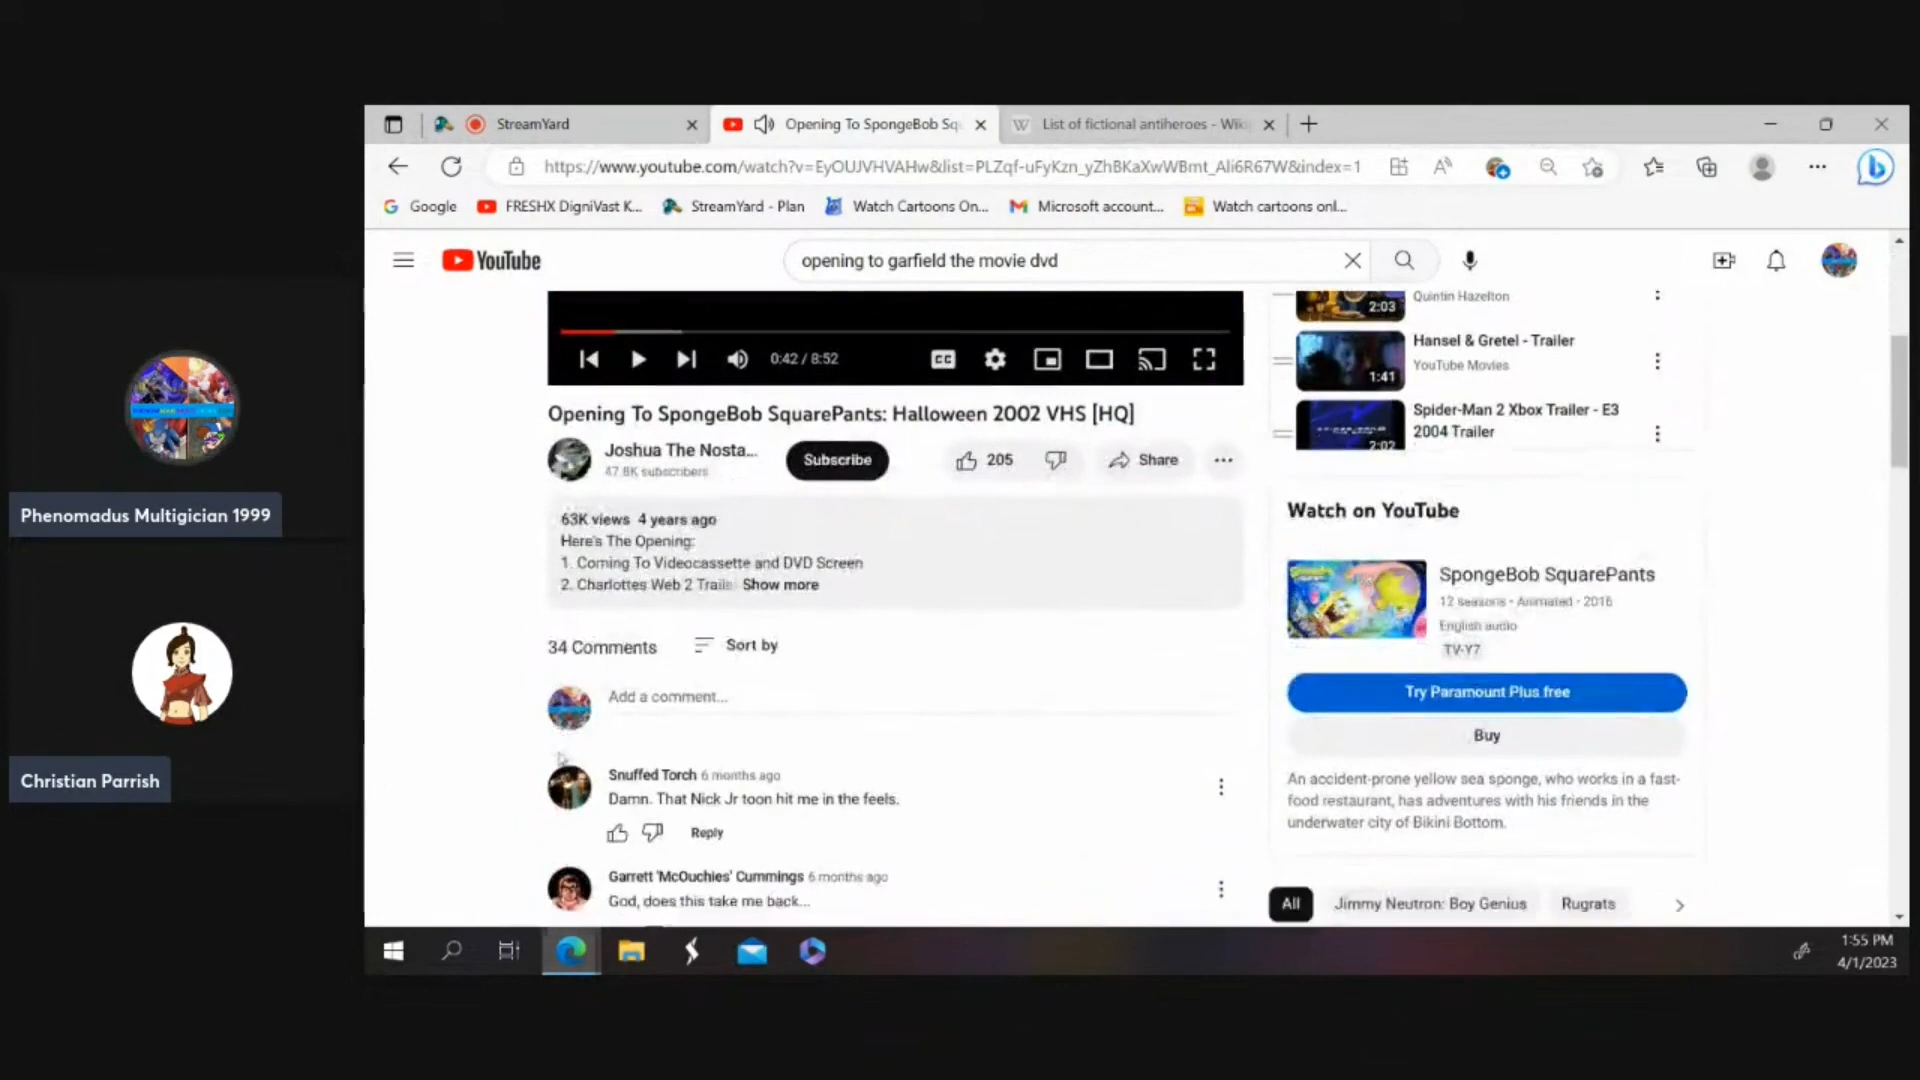 StreamYard
Opening To SpongeBob Sq
List of fictional antiheroes - Wiki
https://www.youtube.com/watch?v=EyOUJVHVAHw&list=PLZqf-uFyKzn_yZhBKaXwWBmt_Ali6R67W&index=1
Google
FRESHX DigniVast K...
StreamYard - Plan
Watch Cartoons On...
Microsoft account...
Watch cartoons onl...
YouTube
opening to garfield the movie dvd
2:03
Quintin Hazelton
Hansel & Gretel - Trailer
YouTube Movies
1:41
Spider-Man 2 Xbox Trailer - E3
2004 Trailer
2:02
0:42 / 8:52
CC
Opening To SpongeBob SquarePants: Halloween 2002 VHS [HQ]
Joshua The Nosta...
47.8K subscribers
Subscribe
205
Share
63K views 4 years ago
Here's The Opening:
1. Coming To Videocassette and DVD Screen
2. Charlottes Web 2 Traile Show more
Watch on YouTube
SpongeBob SquarePants
12 seasons • Animated • 2016
English audio
TV-Y7
Try Paramount Plus free
Buy
An accident-prone yellow sea sponge, who works in a fast-
food restaurant, has adventures with his friends in the
underwater city of Bikini Bottom.
34 Comments
Sort by
Add a comment...
Snuffed Torch 6 months ago
Damn. That Nick Jr toon hit me in the feels.
Reply
Garrett 'McOuchies' Cummings 6 months ago
God, does this take me back...
All
Jimmy Neutron: Boy Genius
Rugrats
Phenomadus Multigician 1999
Christian Parrish
1:55 PM
4/1/2023